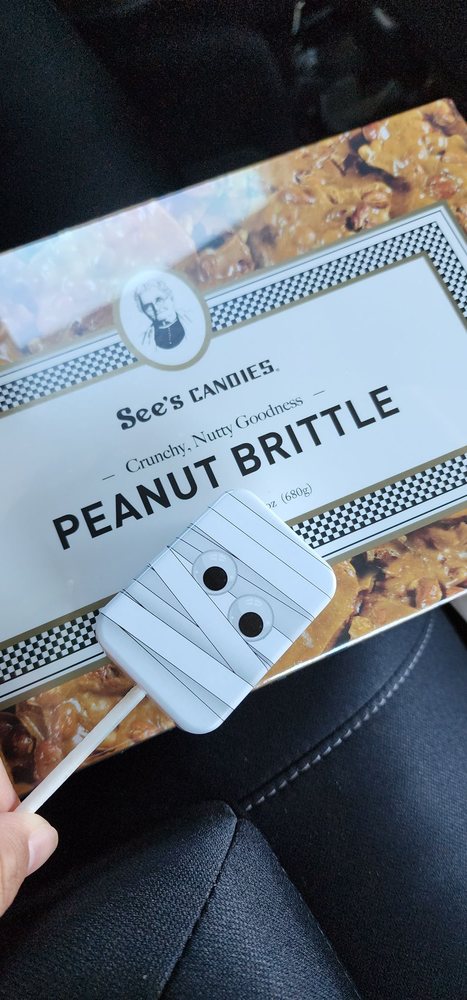 See's CANDIES®
— Crunchy, Nutty Goodness —
PEANUT BRITTLE
oz (680g)